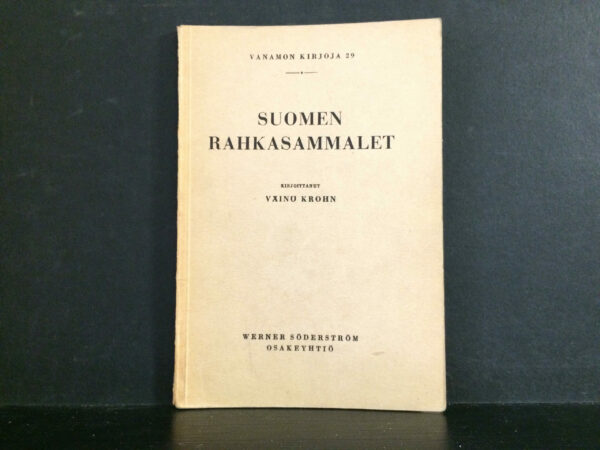 VANAMON KIRJOJA 29
SUOMEN
RAHKASAMMALET
KIRJOITTANUT
VÄINÖ KROHN
WERNER SÖDERSTRÖM
OSAKEYHTIÖ